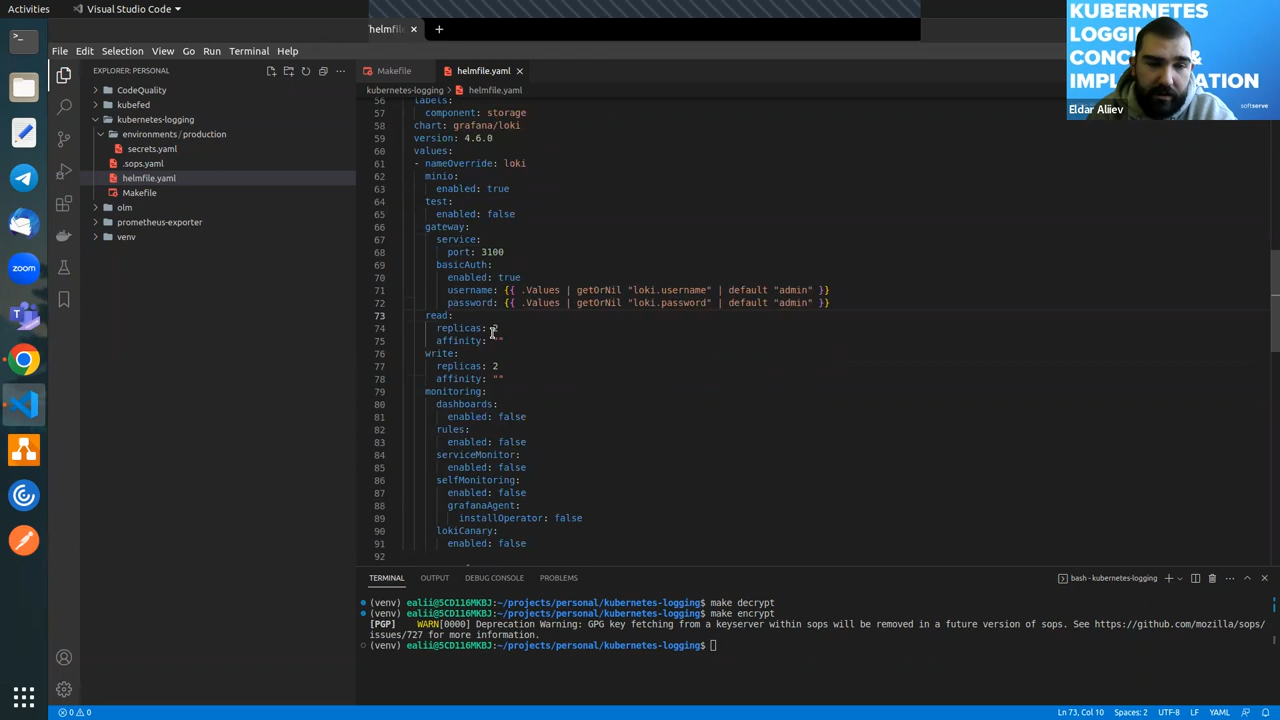 Activities
Visual Studio Code
helmfile
File Edit Selection View Go Run Terminal Help
KUBERNETES
Eldar Aliiev
softserve
EXPLORER: PERSONAL
CodeQuality
kubefed
kubernetes-logging
environments/production
secrets.yaml
.sops.yaml
helmfile.yaml
Makefile
olm
prometheus-exporter
venv
zoom
Makefile
helmfile.yaml
kubernetes-logging > helmfile.yaml
56 labels:
57 component: storage
58 chart: grafana/loki
59 version: 4.6.0
60 values:
61 - nameOverride: loki
62 minio:
63 enabled: true
64 test:
65 enabled: false
66 gateway:
67 service:
68 port: 3100
69 basicAuth:
70 enabled: true
71 username: {{ .Values | getOrNil "loki.username" | default "admin" }}
72 password: {{ .Values | getOrNil "loki.password" | default "admin" }}
73 read:
74 replicas: 2
75 affinity: ""
76 write:
77 replicas: 2
78 affinity: ""
79 monitoring:
80 dashboards:
81 enabled: false
82 rules:
83 enabled: false
84 serviceMonitor:
85 enabled: false
86 selfMonitoring:
87 enabled: false
88 grafanaAgent:
89 installOperator: false
90 lokiCanary:
91 enabled: false
92
TERMINAL OUTPUT DEBUG CONSOLE PROBLEMS
bash - kubernetes-logging
(venv) ealii@5CD116MKBJ:~/projects/personal/kubernetes-logging$ make decrypt
(venv) ealii@5CD116MKBJ:~/projects/personal/kubernetes-logging$ make encrypt
[PGP] WARN[0000] Deprecation Warning: GPG key fetching from a keyserver within sops will be removed in a future version of sops. See https://github.com/mozilla/sops/
issues/727 for more information.
(venv) ealii@5CD116MKBJ:~/projects/personal/kubernetes-logging$
0 0
Ln 73, Col 10 Spaces: 2 UTF-8 LF YAML